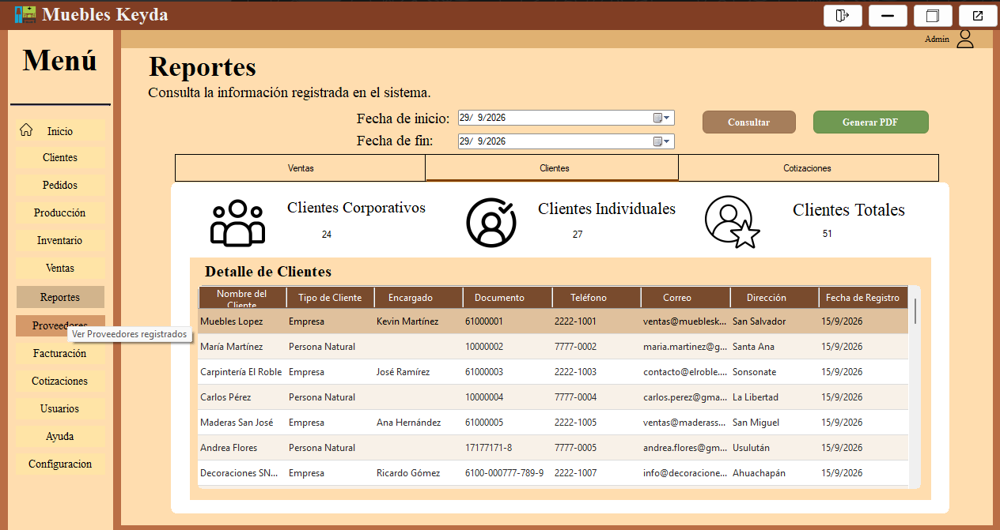 Muebles Keyda
Admin
Menú
Inicio
Clientes
Pedidos
Producción
Inventario
Ventas
Reportes
Proveedores
Ver Proveedores registrados
Facturación
Cotizaciones
Usuarios
Ayuda
Configuracion
Reportes
Consulta la información registrada en el sistema.
Fecha de inicio: 29/ 9/2026
Fecha de fin: 29/ 9/2026
Consultar Generar PDF
Ventas Clientes Cotizaciones
Clientes Corporativos Clientes Individuales Clientes Totales
24 27 51
Detalle de Clientes
Nombre del Cliente Tipo de Cliente Encargado Documento Teléfono Correo Dirección Fecha de Registro
Muebles Lopez Empresa Kevin Martínez 61000001 2222-1001 ventas@mueblesk... San Salvador 15/9/2026
María Martínez Persona Natural 10000002 7777-0002 maria.martinez@g... Santa Ana 15/9/2026
Carpintería El Roble Empresa José Ramírez 61000003 2222-1003 contacto@elroble.... Sonsonate 15/9/2026
Carlos Pérez Persona Natural 10000004 7777-0004 carlos.perez@gma... La Libertad 15/9/2026
Maderas San José Empresa Ana Hernández 61000005 2222-1005 ventas@maderass... San Miguel 15/9/2026
Andrea Flores Persona Natural 17177171-8 7777-0005 andrea.flores@gm... Usulután 15/9/2026
Decoraciones SN... Empresa Ricardo Gómez 6100-000777-789-9 2222-1007 info@decoracione... Ahuachapán 15/9/2026